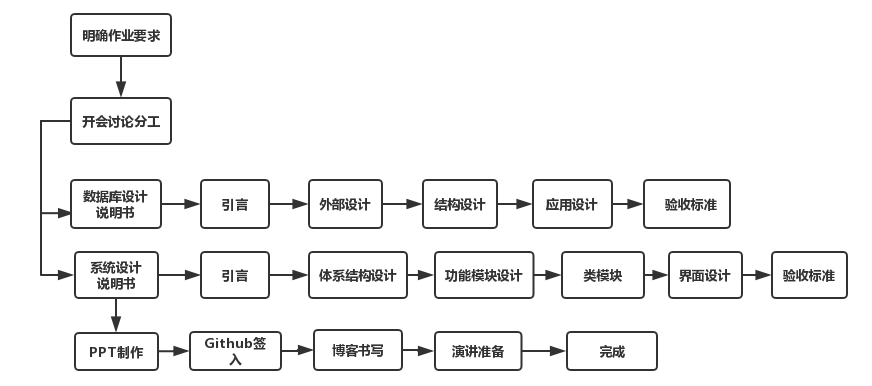 明确作业要求
开会讨论分工
数据库设计
说明书
引言
外部设计
结构设计
应用设计
验收标准
系统设计
说明书
引言
体系结构设计
功能模块设计
类模块
界面设计
验收标准
PPT制作
Github签
入
博客书写
演讲准备
完成